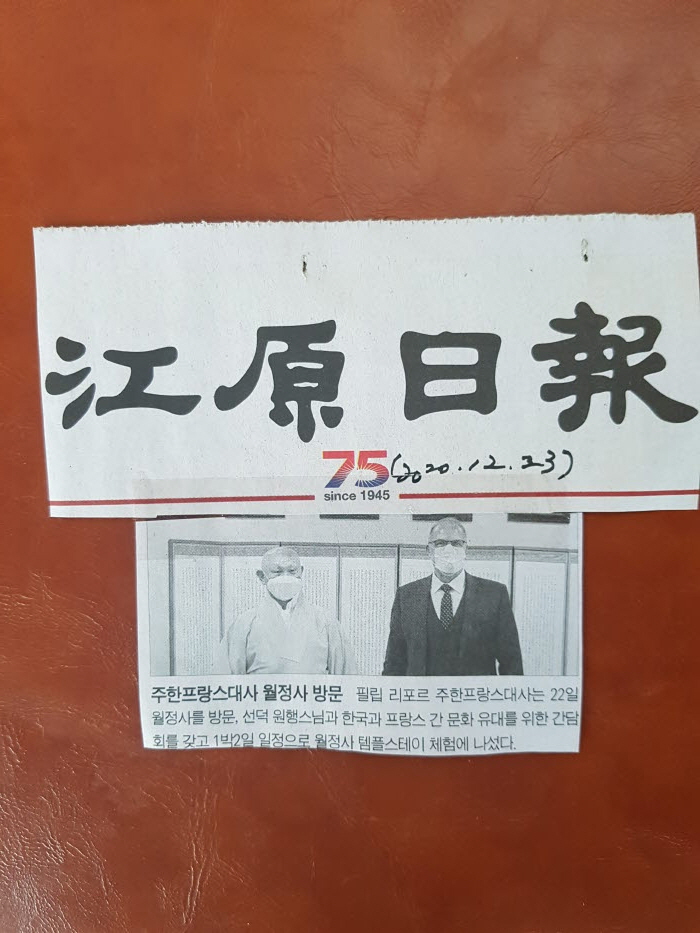 江原日報
75 (2020.12.23)
since 1945
주한프랑스대사 월정사 방문 필립 리포르 주한프랑스대사는 22일
월정사를 방문, 선덕 원행스님과 한국과 프랑스 간 문화 유대를 위한 간담
회를 갖고 1박2일 일정으로 월정사 템플스테이 체험에 나섰다.